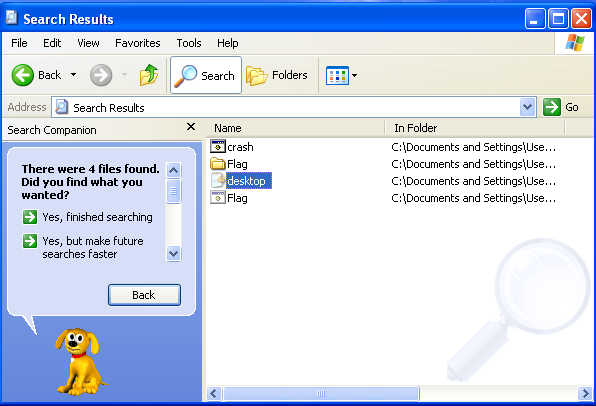 Search Results
File Edit View Favorites Tools Help
Back Search Folders
Address Search Results Go
Search Companion
Name In Folder
There were 4 files found.
Did you find what you
wanted?
Yes, finished searching
Yes, but make future
searches faster
Back
crash C:\Documents and Settings\Use...
Flag C:\Documents and Settings\Use...
desktop C:\Documents and Settings\Use...
Flag C:\Documents and Settings\Use...